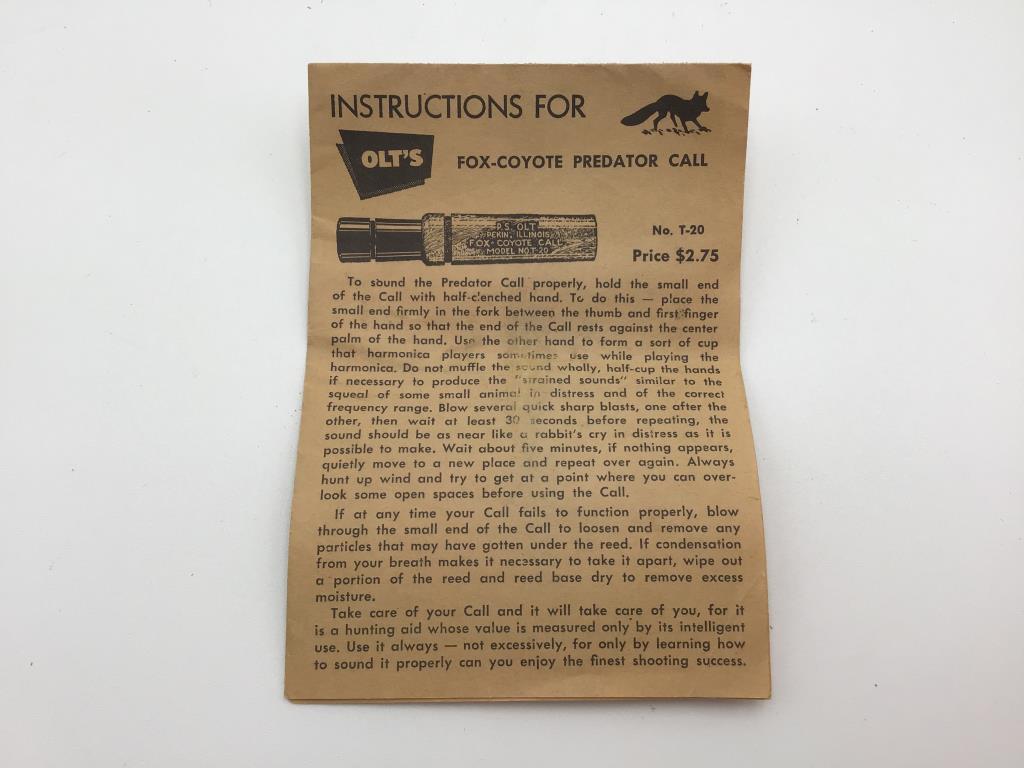 INSTRUCTIONS FOR
OLT'S
FOX-COYOTE PREDATOR CALL
P.S. OLT
PEKIN, ILLINOIS
FOX-COYOTE CALL
MODEL NO T-20
No. T-20
Price $2.75
To sound the Predator Call properly, hold the small end
of the Call with half-clenched hand. To do this — place the
small end firmly in the fork between the thumb and first finger
of the hand so that the end of the Call rests against the center
palm of the hand. Use the other hand to form a sort of cup
that harmonica players sometimes use while playing the
harmonica. Do not muffle the sound wholly, half-cup the hands
if necessary to produce the "strained sounds" similar to the
squeal of some small animal in distress and of the correct
frequency range. Blow several quick sharp blasts, one after the
other, then wait at least 30 seconds before repeating, the
sound should be as near like a rabbit's cry in distress as it is
possible to make. Wait about five minutes, if nothing appears,
quietly move to a new place and repeat over again. Always
hunt up wind and try to get at a point where you can over-
look some open spaces before using the Call.
If at any time your Call fails to function properly, blow
through the small end of the Call to loosen and remove any
particles that may have gotten under the reed. If condensation
from your breath makes it necessary to take it apart, wipe out
a portion of the reed and reed base dry to remove excess
moisture.
Take care of your Call and it will take care of you, for it
is a hunting aid whose value is measured only by its intelligent
use. Use it always — not excessively, for only by learning how
to sound it properly can you enjoy the finest shooting success.